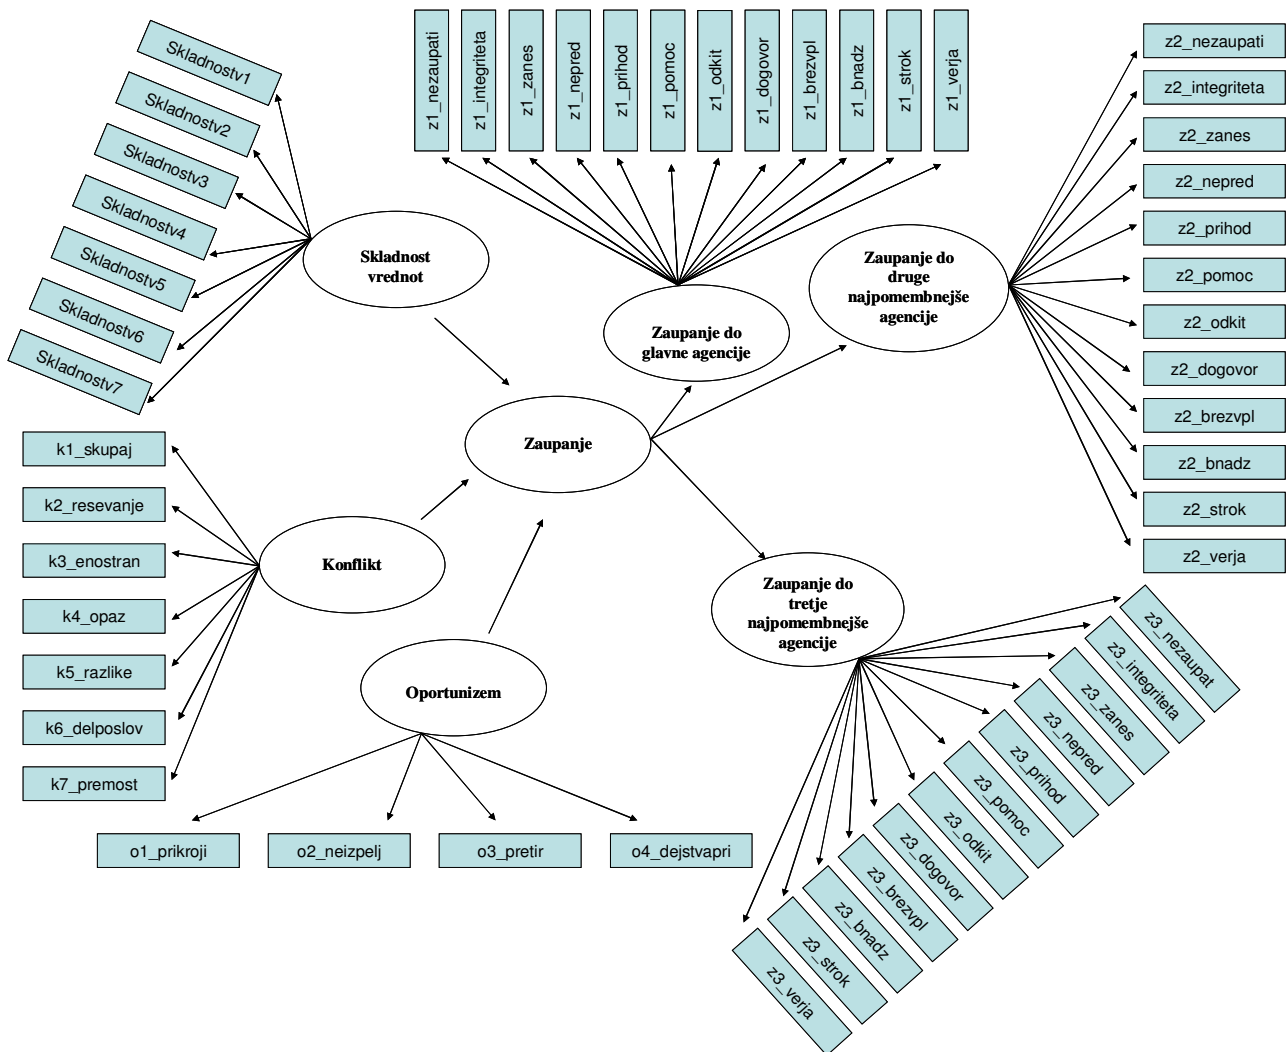 Skladnostv1
Skladnostv2
Skladnostv3
Skladnostv4
Skladnostv5
Skladnostv6
Skladnostv7
z1_nezaupati
z1_integriteta
z1_zanes
z1_nepred
z1_prihod
z1_pomoc
z1_odkit
z1_dogovor
z1_brezvpl
z1_bnadz
z1_strok
z1_verja
z2_nezaupati
z2_integriteta
z2_zanes
z2_nepred
z2_prihod
z2_pomoc
z2_odkit
z2_dogovor
z2_brezvpl
z2_bnadz
z2_strok
z2_verja
Skladnost
vrednot
Zaupanje do
glavne agencije
Zaupanje do
druge
najpomembnejše
agencije
Zaupanje
Konflikt
Oportunizem
Zaupanje do
tretje
najpomembnejše
agencije
k1_skupaj
k2_resevanje
k3_enostran
k4_opaz
k5_razlike
k6_delposlov
k7_premost
o1_prikroji
o2_neizpelj
o3_pretir
o4_dejstvapri
z3_nezaupat
z3_integriteta
z3_zanes
z3_nepred
z3_prihod
z3_pomoc
z3_odkit
z3_dogovor
z3_brezvpl
z3_bnadz
z3_strok
z3_verja